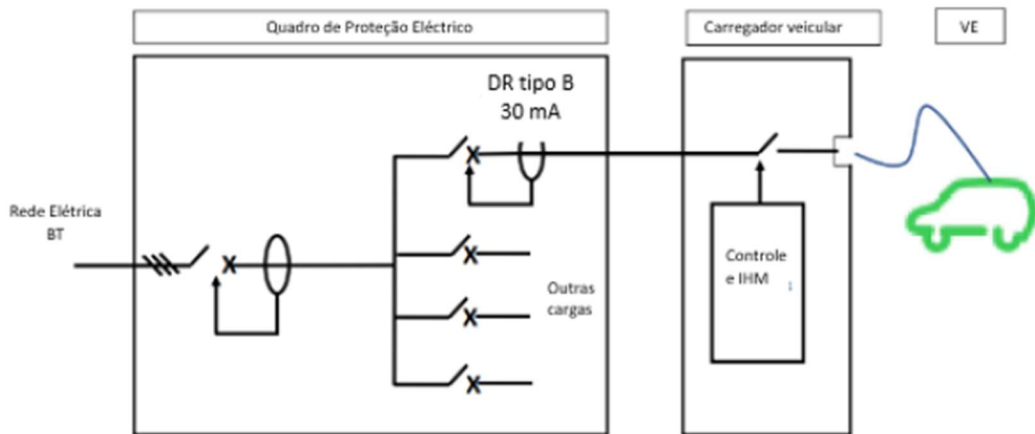 Quadro de Proteção Eléctrico
Carregador veicular
VE
DR tipo B
30 mA
Rede Elétrica
BT
Outras
cargas
Controle
e IHM